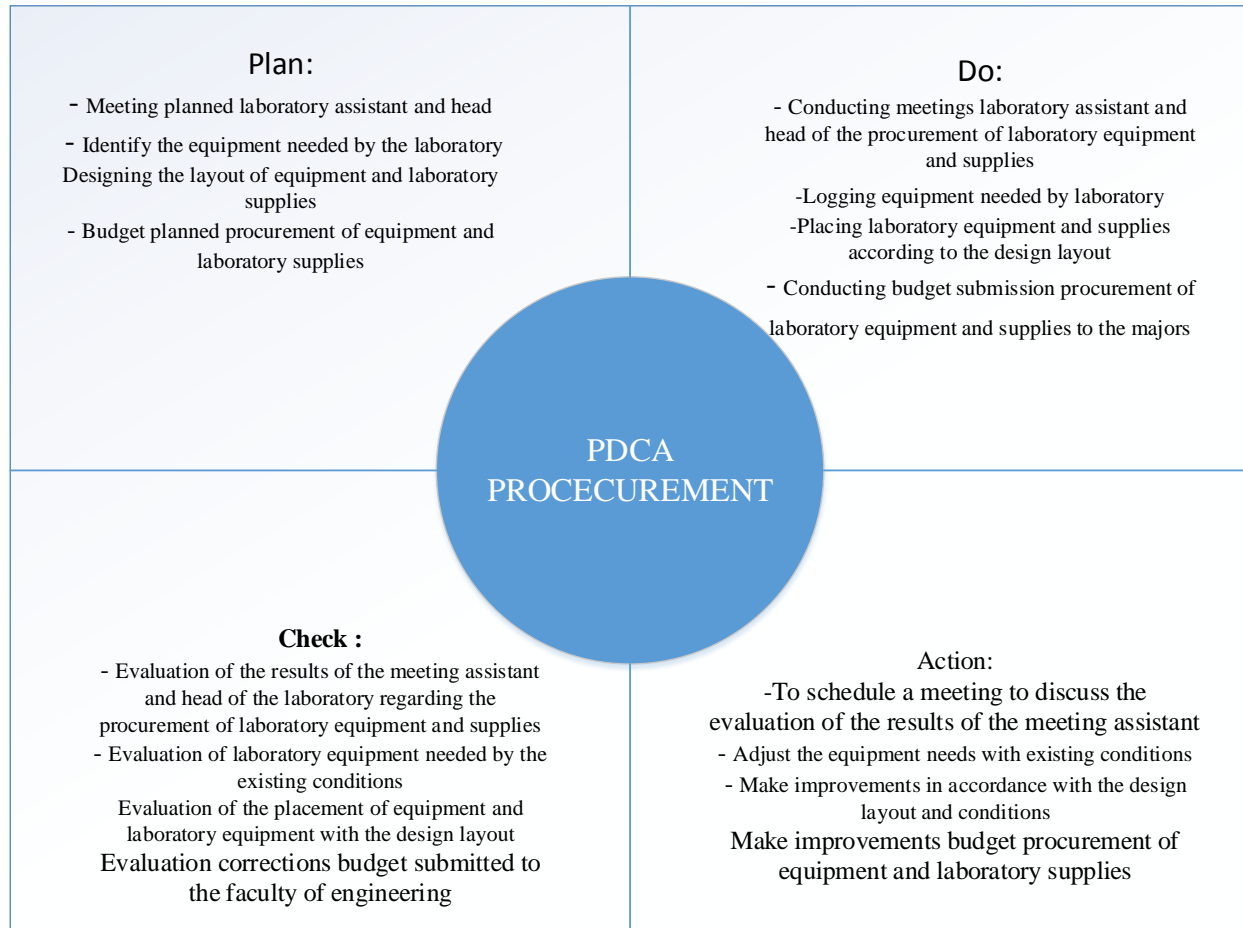 Plan:
- Meeting planned laboratory assistant and head
- Identify the equipment needed by the laboratory
Designing the layout of equipment and laboratory
supplies
- Budget planned procurement of equipment and
laboratory supplies
Do:
- Conducting meetings laboratory assistant and
head of the procurement of laboratory equipment
and supplies
-Logging equipment needed by laboratory
-Placing laboratory equipment and supplies
according to the design layout
- Conducting budget submission procurement of
laboratory equipment and supplies to the majors
PDCA
PROCECUREMENT
Check :
- Evaluation of the results of the meeting assistant
and head of the laboratory regarding the
procurement of laboratory equipment and supplies
- Evaluation of laboratory equipment needed by the
existing conditions
Evaluation of the placement of equipment and
laboratory equipment with the design layout
Evaluation corrections budget submitted to
the faculty of engineering
Action:
-To schedule a meeting to discuss the
evaluation of the results of the meeting assistant
- Adjust the equipment needs with existing conditions
- Make improvements in accordance with the design
layout and conditions
Make improvements budget procurement of
equipment and laboratory supplies